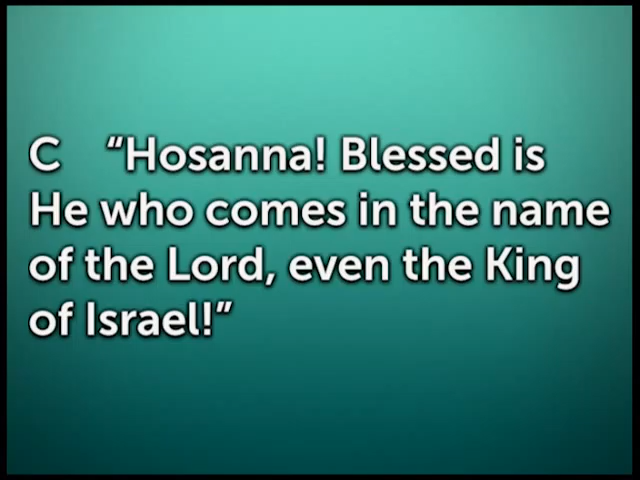 C “Hosanna! Blessed is
He who comes in the name
of the Lord, even the King
of Israel!”